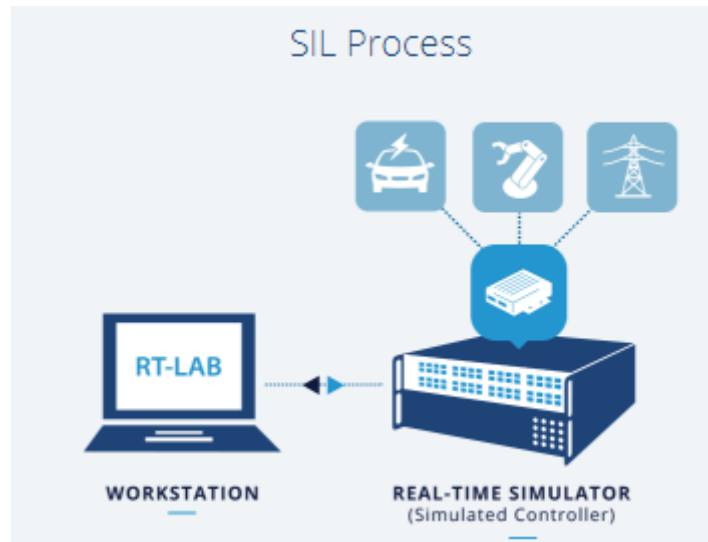 SIL Process
RT-LAB
WORKSTATION
REAL-TIME SIMULATOR
(Simulated Controller)